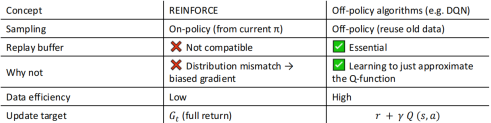 Concept REINFORCE Off-policy algorithms (e.g. DQN)
Sampling On-policy (from current π) Off-policy (reuse old data)
Replay buffer ❌ Not compatible ✅ Essential
Why not ❌ Distribution mismatch → ✅ Learning to just approximate
biased gradient the Q-function
Data efficiency Low High
Update target G_t (full return) r + γ Q (s, a)